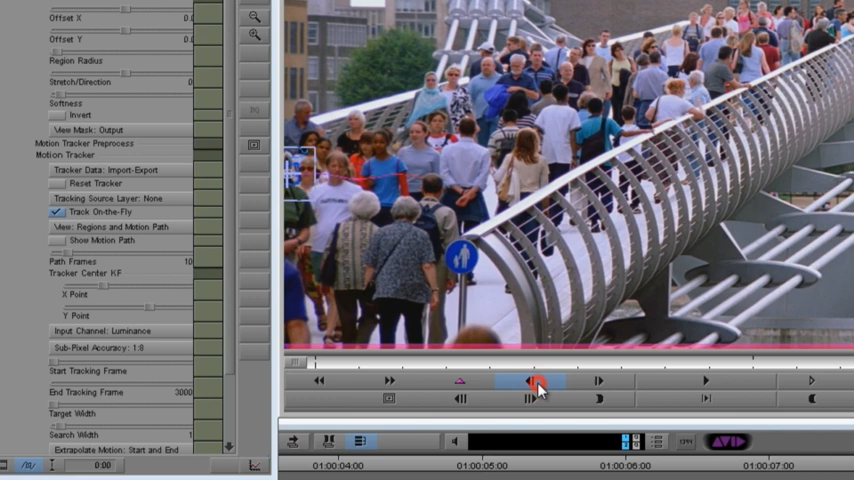 Offset X 0.0
Offset Y 0.0
Region Radius
Stretch/Direction 0
Softness
Invert
View Mask: Output
Motion Tracker Preprocess
Motion Tracker
Tracker Data: Import-Export
Reset Tracker
Tracking Source Layer: None
Track On-the-Fly
View: Regions and Motion Path
Show Motion Path
Path Frames 10
Tracker Center KF
X Point
Y Point
Input Channel: Luminance
Sub-Pixel Accuracy: 1:8
Start Tracking Frame
End Tracking Frame 3000
Target Width
Search Width 1
Extrapolate Motion: Start and End
0:00
AVID
01:00:04:00 01:00:05:00 01:00:06:00 01:00:07:00